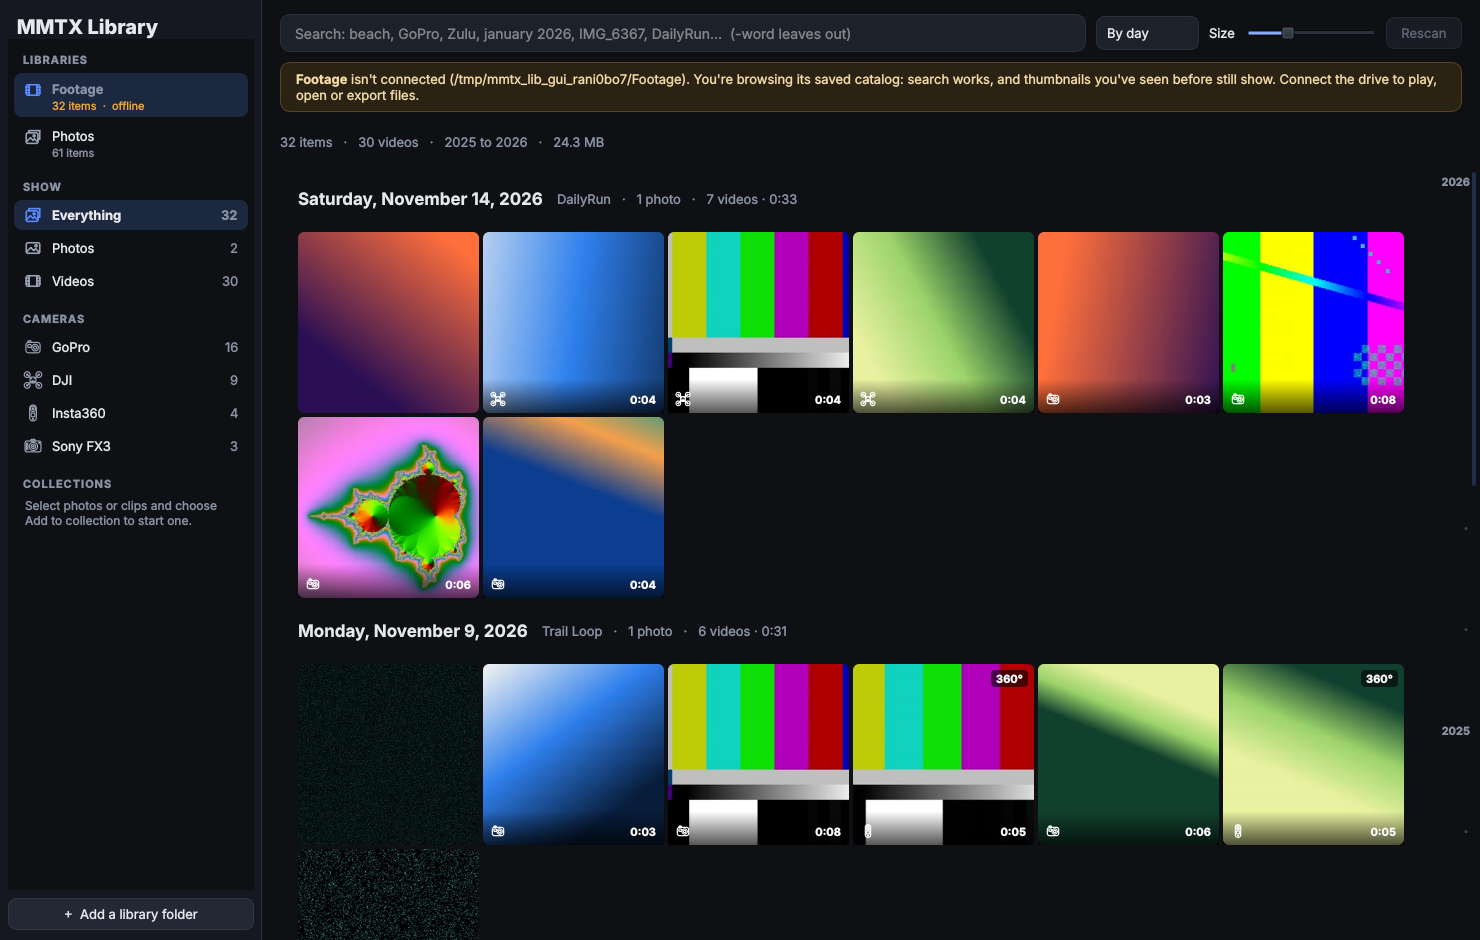 MMTX Library
LIBRARIES
Footage
32 items · offline
Photos
61 items
SHOW
Everything 32
Photos 2
Videos 30
CAMERAS
GoPro 16
DJI 9
Insta360 4
Sony FX3 3
COLLECTIONS
Select photos or clips and choose
Add to collection to start one.
+ Add a library folder
Search: beach, GoPro, Zulu, january 2026, IMG_6367, DailyRun... (-word leaves out)
By day
Size
Rescan
Footage isn't connected (/tmp/mmtx_lib_gui_rani0bo7/Footage). You're browsing its saved catalog: search works, and thumbnails you've seen before still show. Connect the drive to play,
open or export files.
32 items · 30 videos · 2025 to 2026 · 24.3 MB
2026
Saturday, November 14, 2026 DailyRun · 1 photo · 7 videos · 0:33
0:04
0:04
0:04
0:03
0:08
0:06
0:04
Monday, November 9, 2026 Trail Loop · 1 photo · 6 videos · 0:31
360°
360°
2025
0:03
0:08
0:05
0:06
0:05